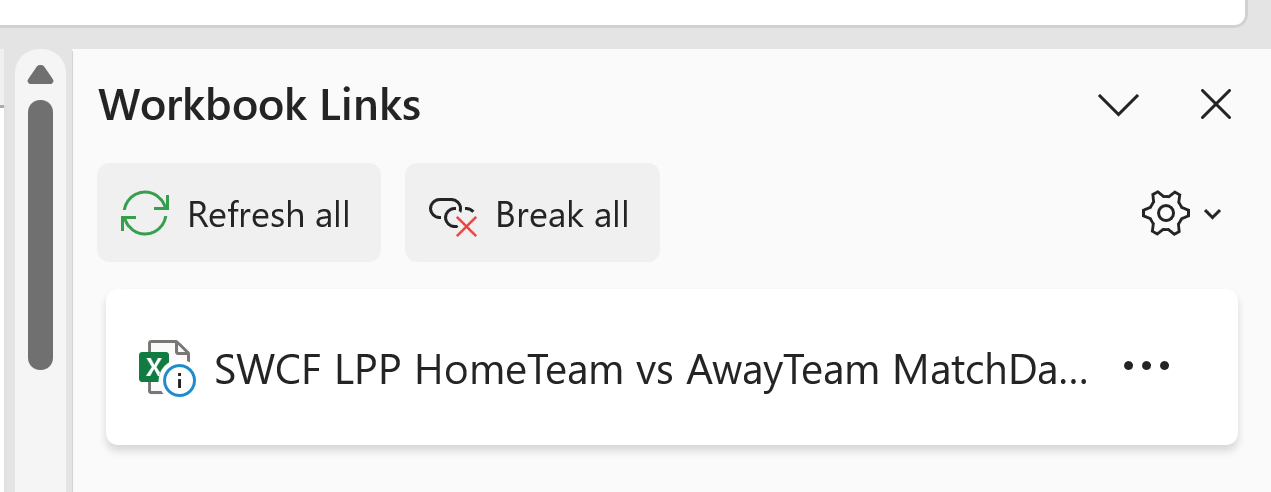 Workbook Links
Refresh all
Break all
SWCF LPP HomeTeam vs AwayTeam MatchDa...